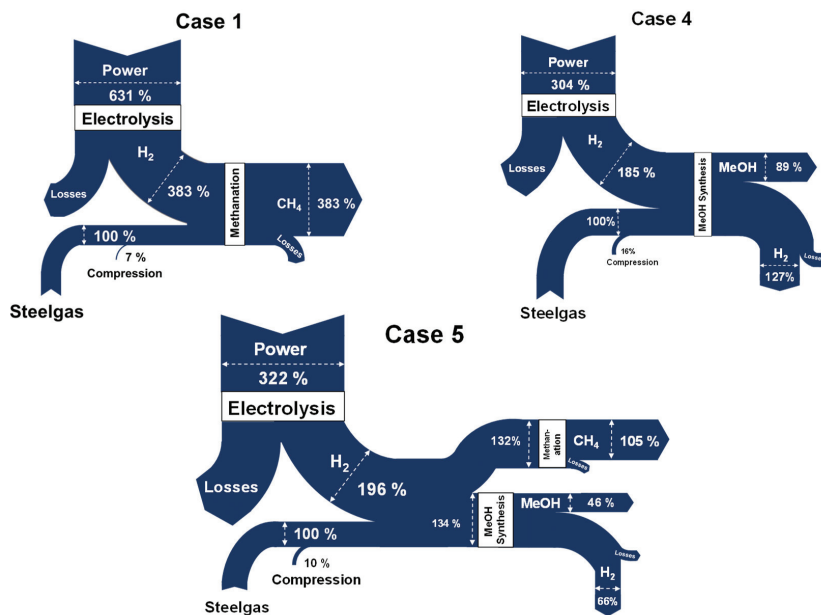 Case 1
Power
631 %
Electrolysis
H2
383 %
Losses
Methanation
CH4
383 %
Losses
100 %
7 %
Compression
Steelgas
Case 4
Power
304 %
Electrolysis
H2
185 %
Losses
MeOH Synthesis
MeOH
89 %
100%
16%
Compression
H2
127%
Losses
Steelgas
Case 5
Power
322 %
Electrolysis
H2
196 %
Losses
132%
Methan-
ation
CH4
105 %
Losses
134 %
MeOH
Synthesis
MeOH
46 %
100 %
10 %
Compression
Losses
H2
66%
Steelgas